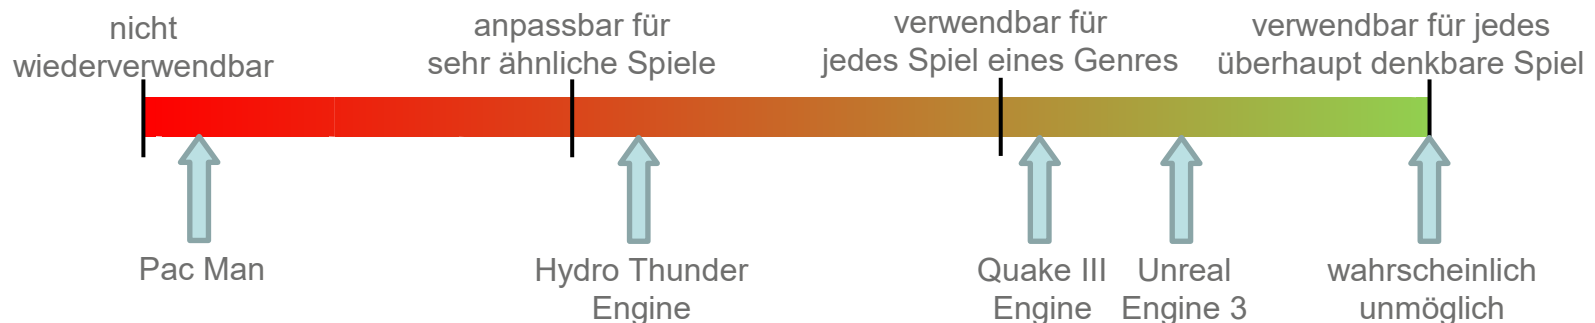 nicht
wiederverwendbar
anpassbar für
sehr ähnliche Spiele
verwendbar für
jedes Spiel eines Genres
verwendbar für jedes
überhaupt denkbare Spiel
Pac Man
Hydro Thunder
Engine
Quake III
Engine
Unreal
Engine 3
wahrscheinlich
unmöglich